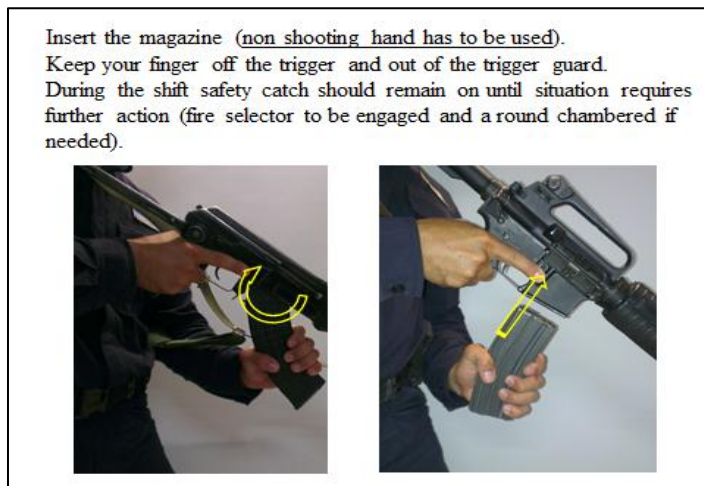 Insert the magazine (non shooting hand has to be used).
Keep your finger off the trigger and out of the trigger guard.
During the shift safety catch should remain on until situation requires
further action (fire selector to be engaged and a round chambered if
needed).